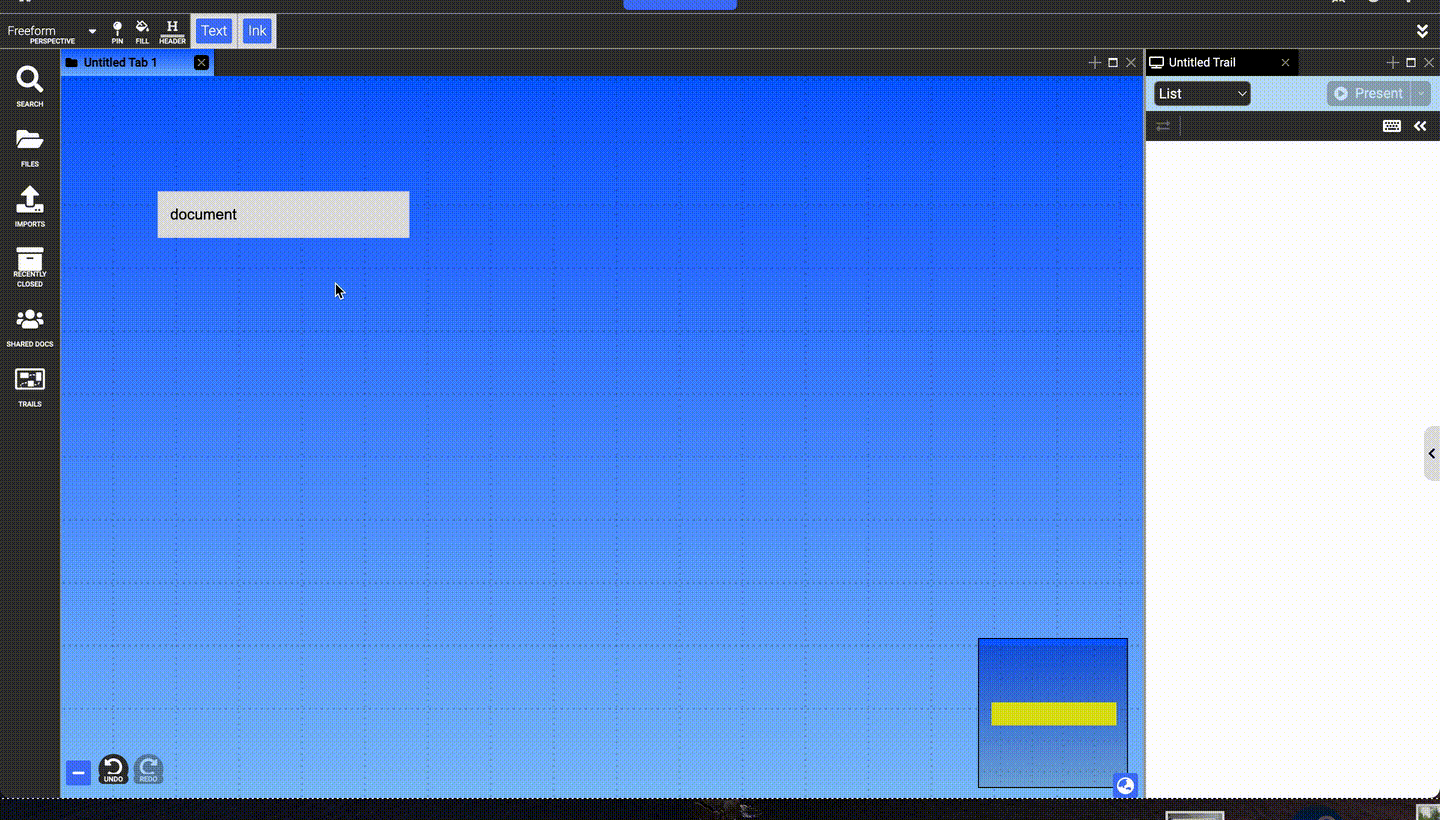 Freeform
PERSPECTIVE
PIN
FILL
H
HEADER
Text
Ink
Untitled Tab 1
Untitled Trail
SEARCH
List
Present
FILES
IMPORTS
document
RECENTLY
CLOSED
SHARED DOCS
TRAILS
UNDO
REDO